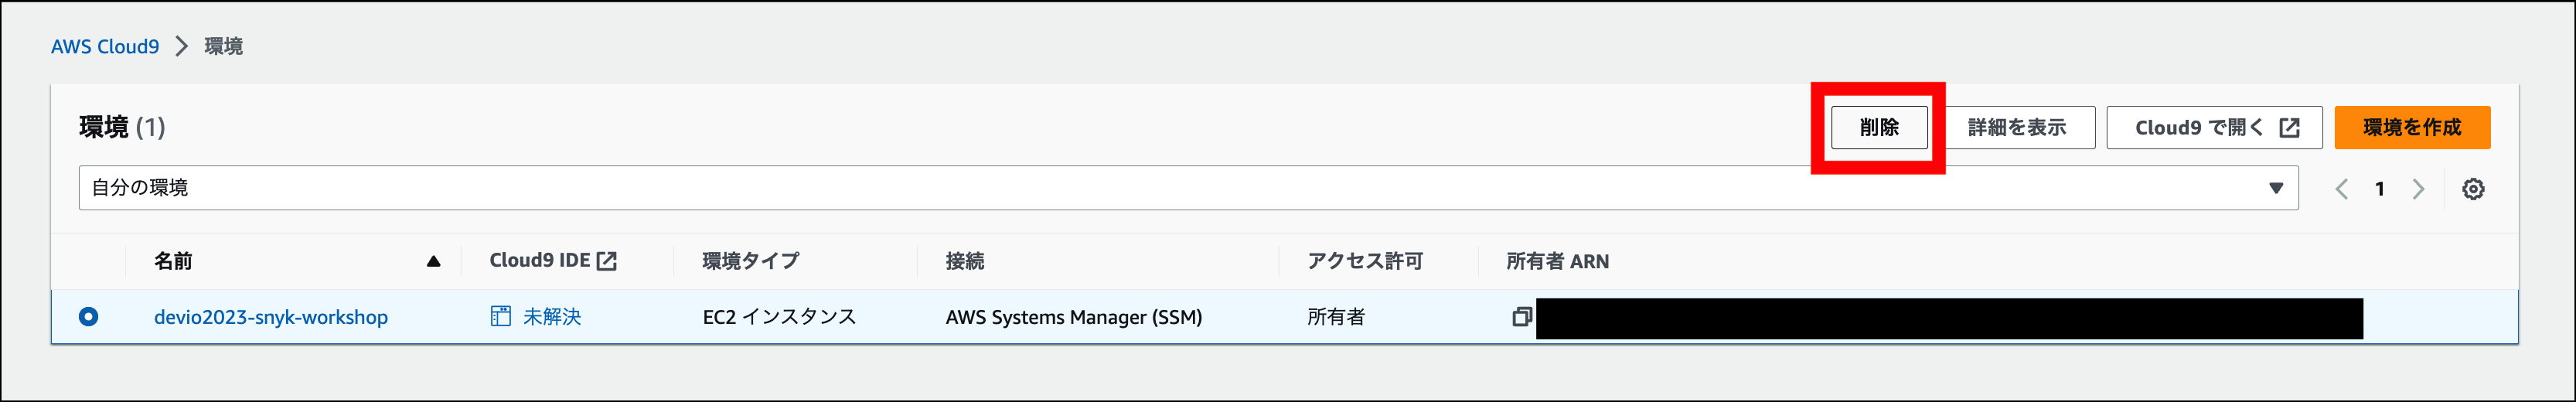 AWS Cloud9 > 環境
環境 (1)
削除
詳細を表示
Cloud9 で開く
環境を作成
自分の環境
1
名前 Cloud9 IDE 環境タイプ 接続 アクセス許可 所有者 ARN
devio2023-snyk-workshop 未解決 EC2 インスタンス AWS Systems Manager (SSM) 所有者